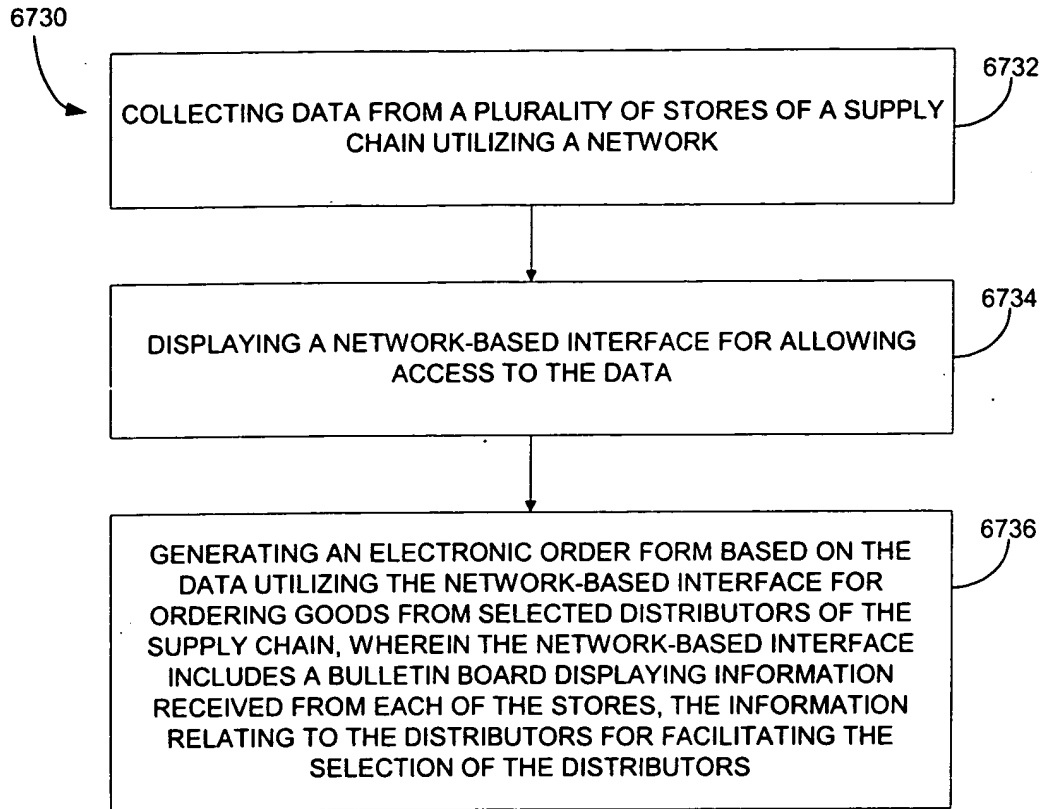 6730
6732
COLLECTING DATA FROM A PLURALITY OF STORES OF A SUPPLY
CHAIN UTILIZING A NETWORK
6734
DISPLAYING A NETWORK-BASED INTERFACE FOR ALLOWING
ACCESS TO THE DATA
6736
GENERATING AN ELECTRONIC ORDER FORM BASED ON THE
DATA UTILIZING THE NETWORK-BASED INTERFACE FOR
ORDERING GOODS FROM SELECTED DISTRIBUTORS OF THE
SUPPLY CHAIN, WHEREIN THE NETWORK-BASED INTERFACE
INCLUDES A BULLETIN BOARD DISPLAYING INFORMATION
RECEIVED FROM EACH OF THE STORES, THE INFORMATION
RELATING TO THE DISTRIBUTORS FOR FACILITATING THE
SELECTION OF THE DISTRIBUTORS